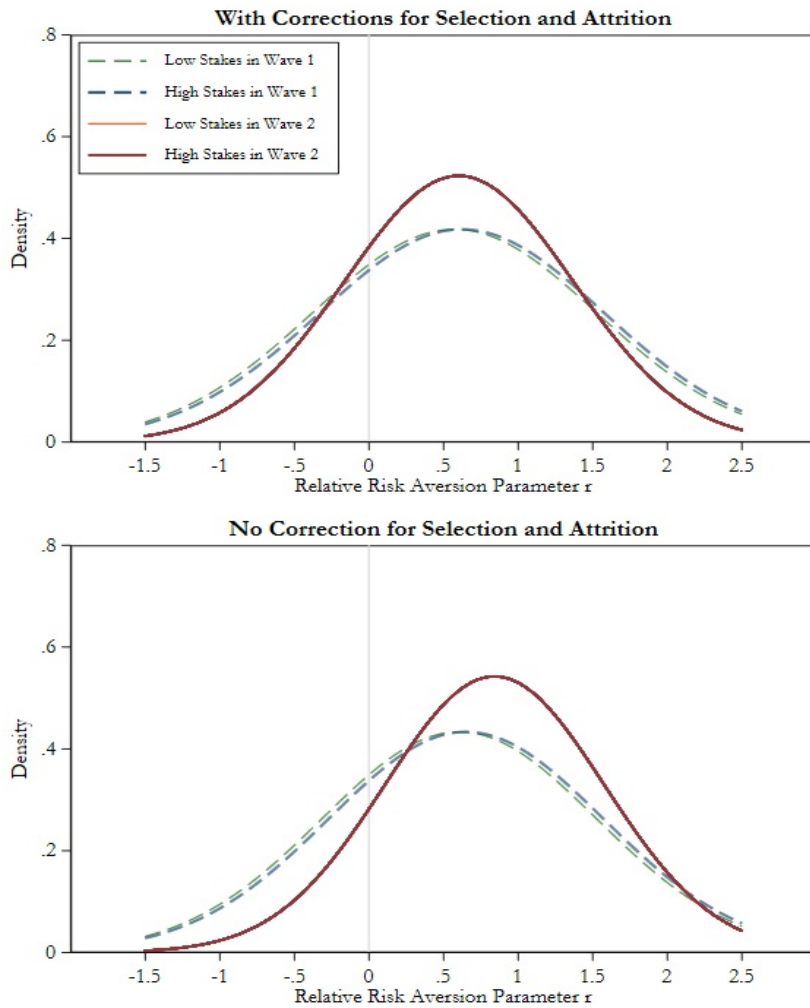 With Corrections for Selection and Attrition
.8
.6
.4
.2
0
Density
Low Stakes in Wave 1
High Stakes in Wave 1
Low Stakes in Wave 2
High Stakes in Wave 2
-1.5 -1 -.5 0 .5 1 1.5 2 2.5
Relative Risk Aversion Parameter r
No Correction for Selection and Attrition
.8
.6
.4
.2
0
Density
-1.5 -1 -.5 0 .5 1 1.5 2 2.5
Relative Risk Aversion Parameter r